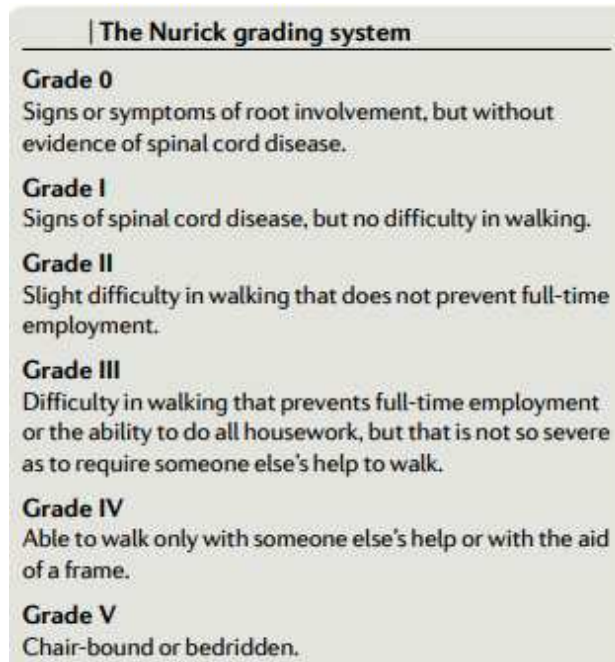 | The Nurick grading system
Grade 0
Signs or symptoms of root involvement, but without
evidence of spinal cord disease.
Grade I
Signs of spinal cord disease, but no difficulty in walking.
Grade II
Slight difficulty in walking that does not prevent full-time
employment.
Grade III
Difficulty in walking that prevents full-time employment
or the ability to do all housework, but that is not so severe
as to require someone else's help to walk.
Grade IV
Able to walk only with someone else's help or with the aid
of a frame.
Grade V
Chair-bound or bedridden.